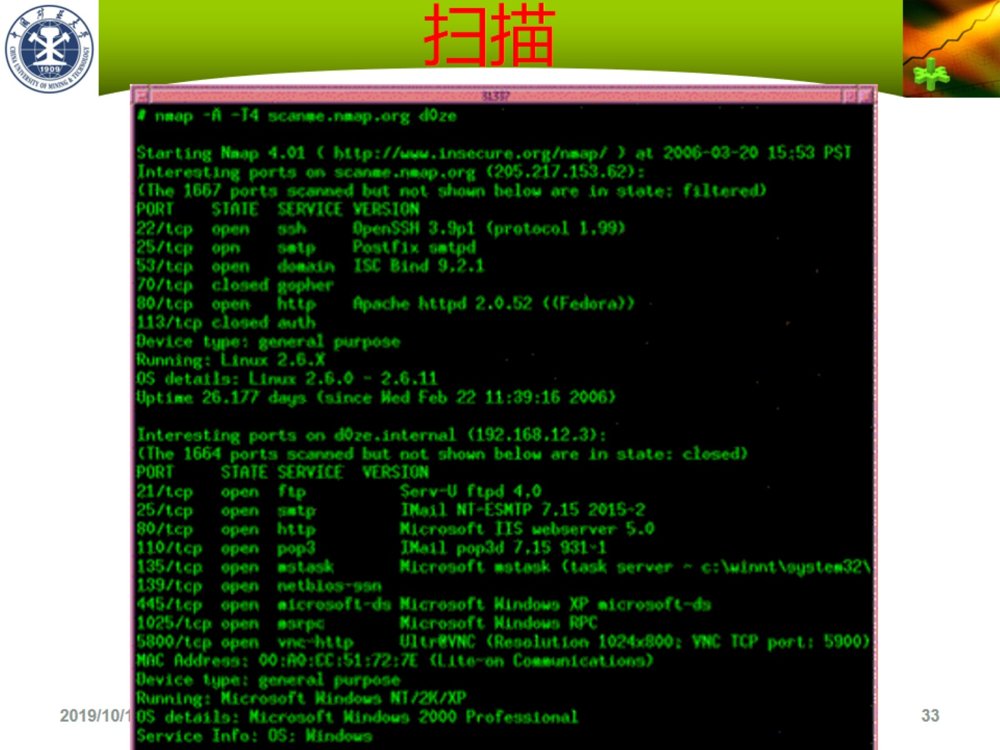 扫描
中国矿业大学
CHINA UNIVERSITY OF MINING & TECHNOLOGY
1909
31337
# nmap -A -T4 scanme.nmap.org d0ze
Starting Nmap 4.01 ( http://www.insecure.org/nmap/ ) at 2006-03-20 15:53 PST
Interesting ports on scanme.nmap.org (205.217.153.62):
(The 1667 ports scanned but not shown below are in state: filtered)
PORT STATE SERVICE VERSION
22/tcp open ssh OpenSSH 3.9p1 (protocol 1.99)
25/tcp opn smtp Postfix smtpd
53/tcp open domain ISC Bind 9.2.1
70/tcp closed gopher
80/tcp open http Apache httpd 2.0.52 ((Fedora))
113/tcp closed auth
Device type: general purpose
Running: Linux 2.6.X
OS details: Linux 2.6.0 - 2.6.11
Uptime 26.177 days (since Wed Feb 22 11:39:16 2006)
Interesting ports on d0ze.internal (192.168.12.3):
(The 1664 ports scanned but not shown below are in state: closed)
PORT STATE SERVICE VERSION
21/tcp open ftp Serv-U ftpd 4.0
25/tcp open smtp IMail NT-ESMTP 7.15 2015-2
80/tcp open http Microsoft IIS webserver 5.0
110/tcp open pop3 IMail pop3d 7.15 931-1
135/tcp open mstask Microsoft mstask (task server - c:\winnt\system32\
139/tcp open netbios-ssn
445/tcp open microsoft-ds Microsoft Windows XP microsoft-ds
1025/tcp open msrpc Microsoft Windows RPC
5800/tcp open vnc-http Ultr@VNC (Resolution 1024x800; VNC TCP port: 5900)
MAC Address: 00:A0:CC:51:72:7E (Lite-on Communications)
Device type: general purpose
Running: Microsoft Windows NT/2K/XP
OS details: Microsoft Windows 2000 Professional
Service Info: OS: Windows
2019/10/1
33